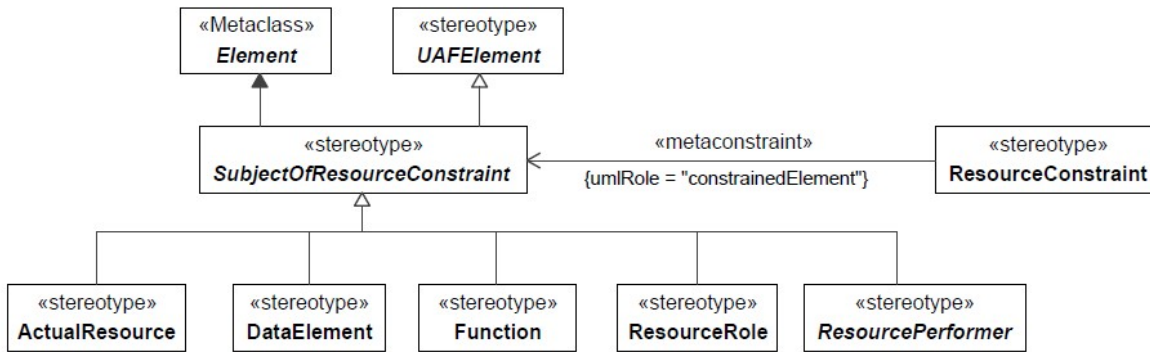 «Metaclass»
Element
«stereotype»
UAFElement
«stereotype»
SubjectOfResourceConstraint
«metaconstraint»
{umlRole = "constrainedElement"}
«stereotype»
ResourceConstraint
«stereotype»
ActualResource
«stereotype»
DataElement
«stereotype»
Function
«stereotype»
ResourceRole
«stereotype»
ResourcePerformer